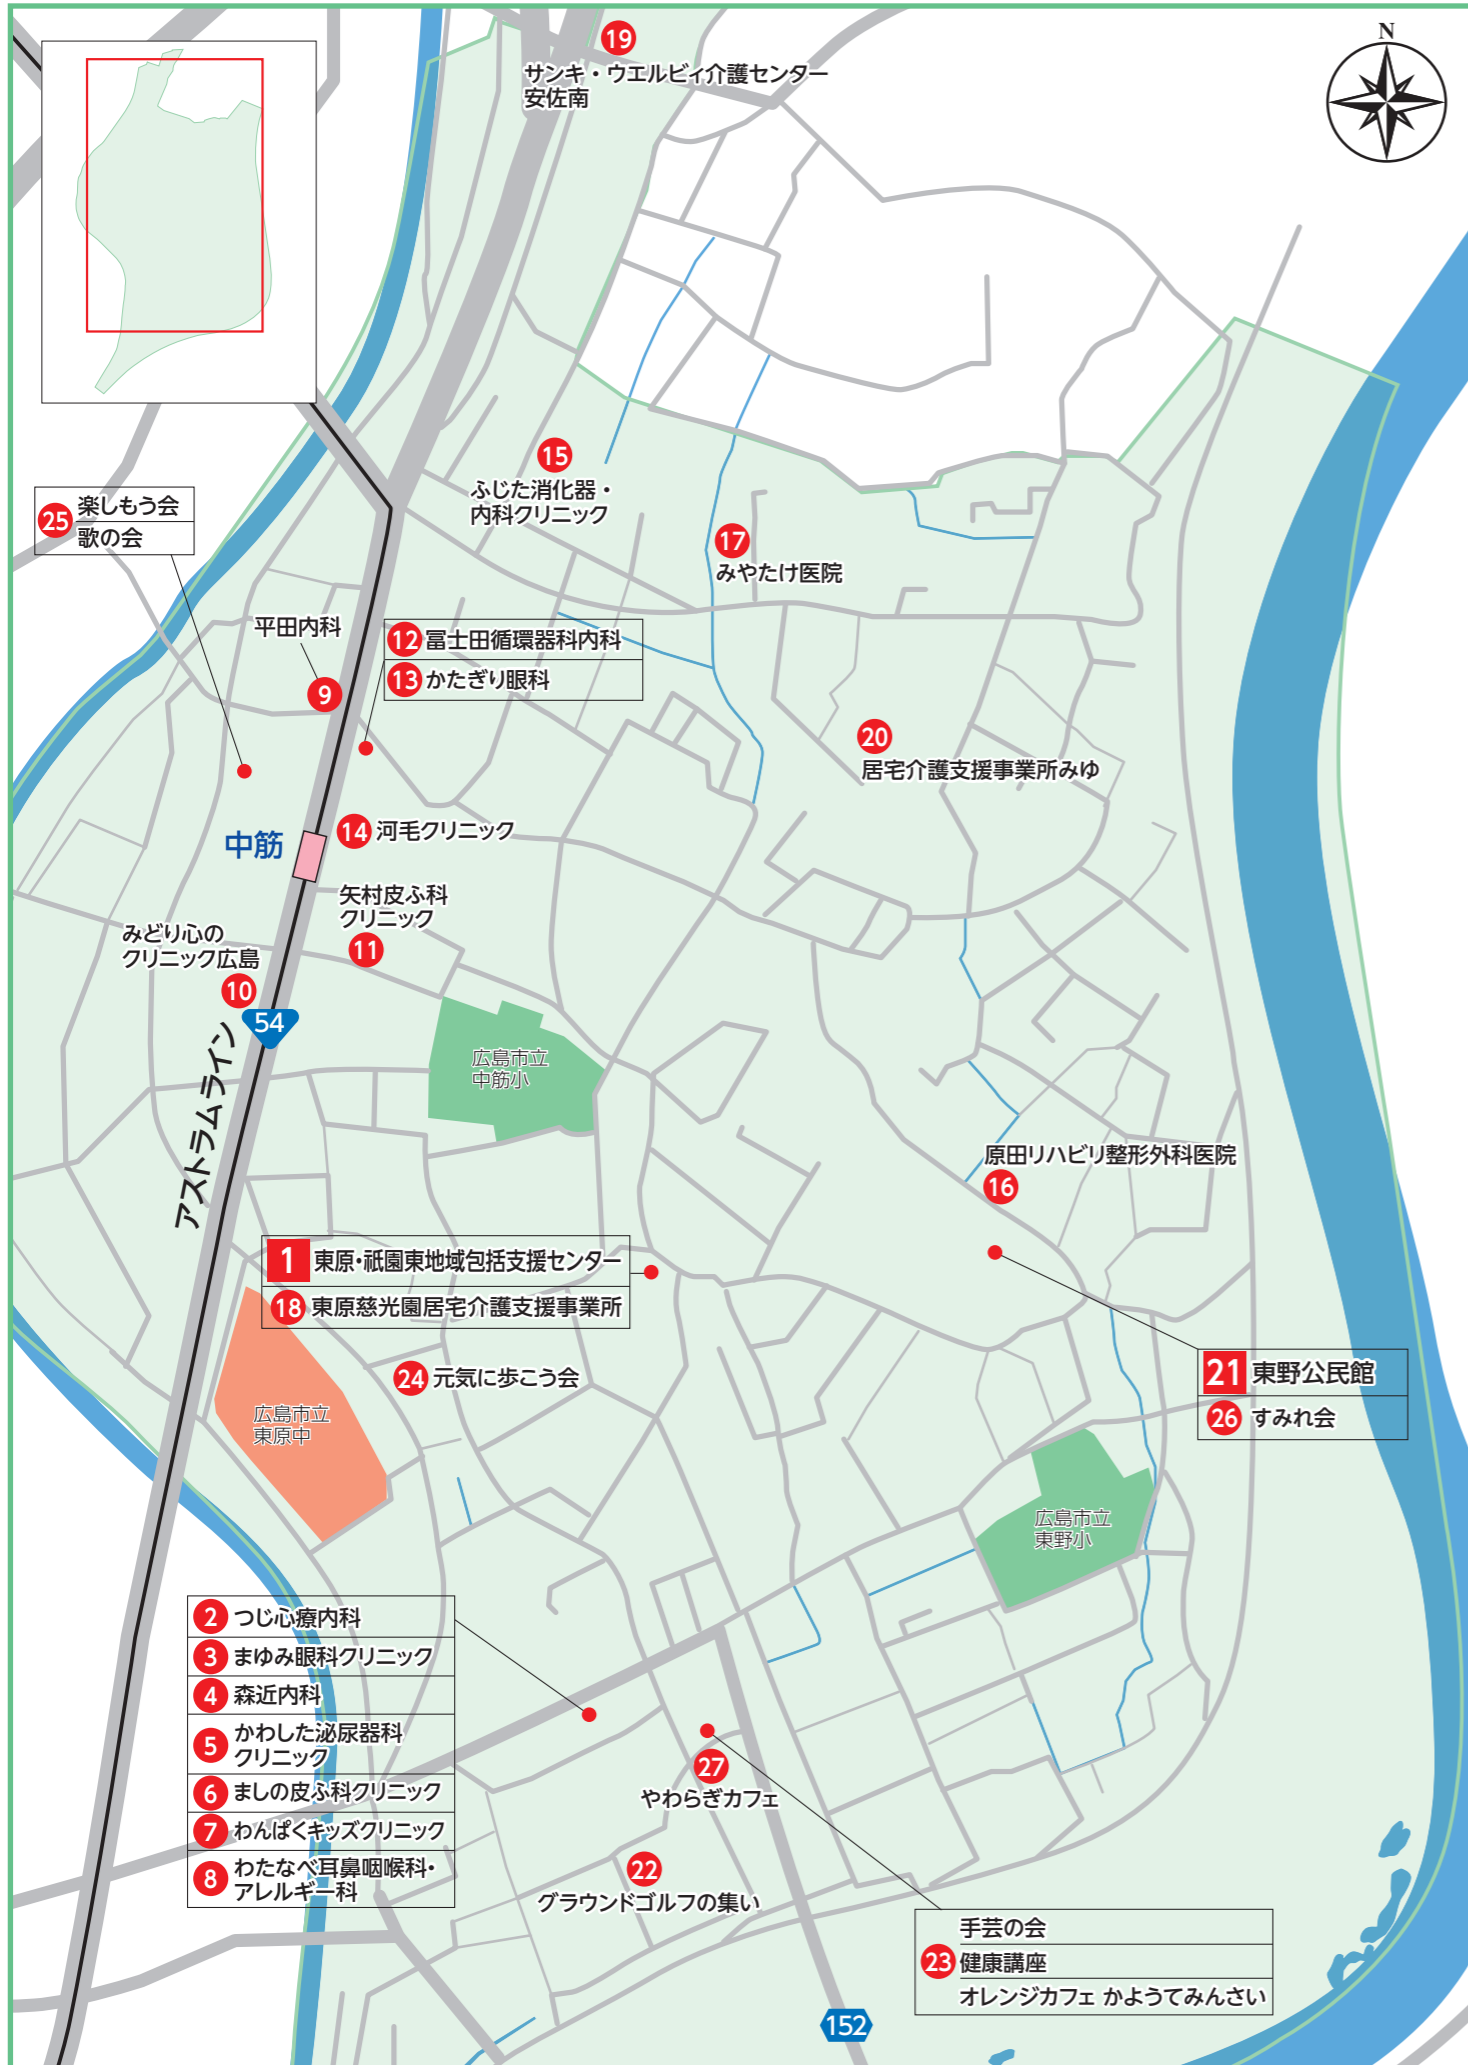 N
19
サンキ・ウエルビィ介護センター
安佐南
15
ふじた消化器・
内科クリニック
25
楽しもう会
歌の会
17
みやたけ医院
平田内科
9
12 冨士田循環器科内科
13 かたぎり眼科
20
居宅介護支援事業所みゆ
14 河毛クリニック
中筋
矢村皮ふ科
クリニック
11
みどり心の
クリニック広島
10
54
アストラムライン
広島市立
中筋小
原田リハビリ整形外科医院
16
1 東原・祇園東地域包括支援センター
18 東原慈光園居宅介護支援事業所
24 元気に歩こう会
21 東野公民館
26 すみれ会
広島市立
東原中
広島市立
東野小
2 つじ心療内科
3 まゆみ眼科クリニック
4 森近内科
5 かわした泌尿器科
クリニック
6 ましの皮ふ科クリニック
7 わんぱくキッズクリニック
8 わたなべ耳鼻咽喉科・
アレルギー科
27
やわらぎカフェ
22
グラウンドゴルフの集い
手芸の会
23 健康講座
オレンジカフェ かようてみんさい
152